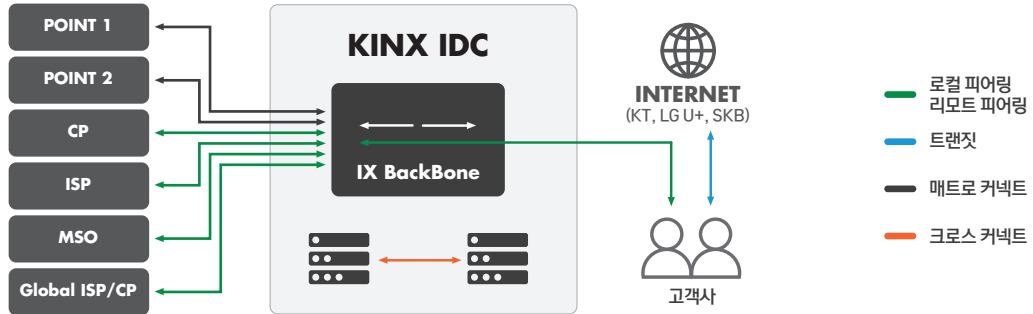 POINT 1
POINT 2
CP
ISP
MSO
Global ISP/CP
KINX IDC
IX BackBone
INTERNET
(KT, LG U+, SKB)
고객사
로컬 피어링
리모트 피어링
트랜짓
매트로 커넥트
크로스 커넥트